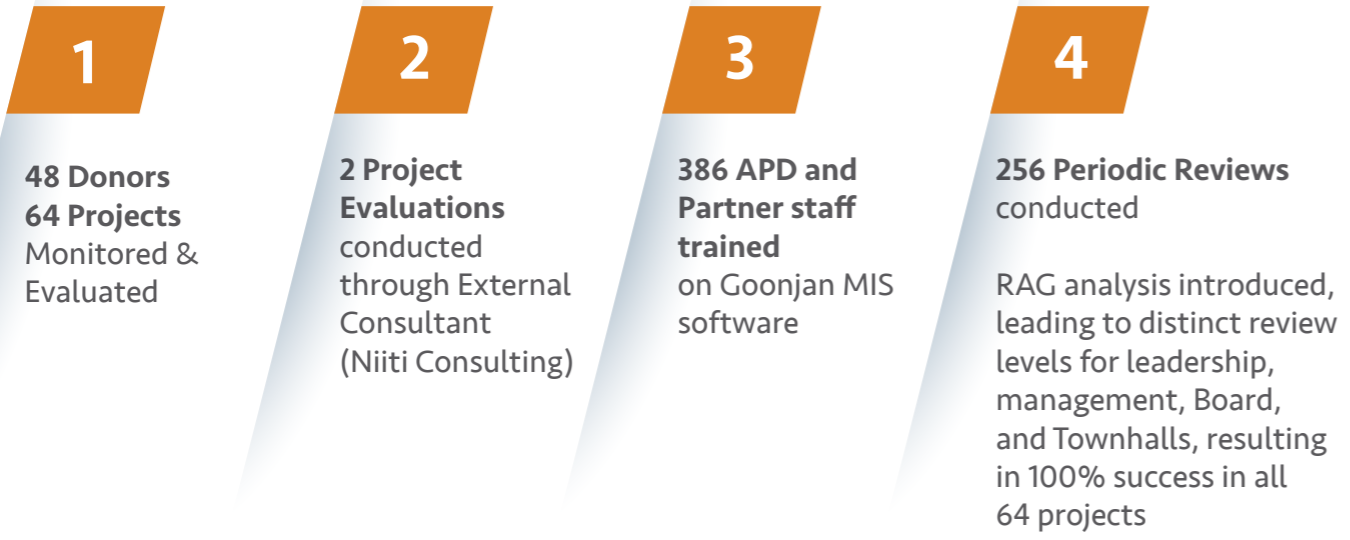 1
48 Donors
64 Projects
Monitored &
Evaluated
2
2 Project
Evaluations
conducted
through External
Consultant
(Niiti Consulting)
3
386 APD and
Partner staff
trained
on Goonjan MIS
software
4
256 Periodic Reviews
conducted
RAG analysis introduced,
leading to distinct review
levels for leadership,
management, Board,
and Townhalls, resulting
in 100% success in all
64 projects